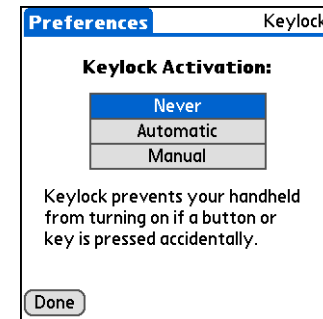 Preferences Keylock
Keylock Activation:
Never
Automatic
Manual
Keylock prevents your handheld
from turning on if a button or
key is pressed accidentally.
Done